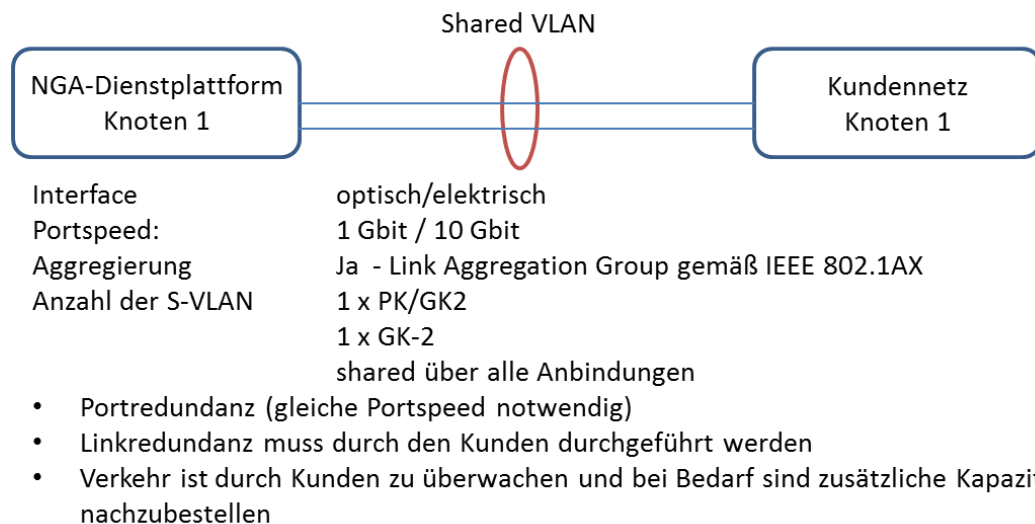 Shared VLAN
NGA-Dienstplattform
Knoten 1
Kundennetz
Knoten 1
Interface optisch/elektrisch
Portspeed: 1 Gbit / 10 Gbit
Aggregierung Ja - Link Aggregation Group gemäß IEEE 802.1AX
Anzahl der S-VLAN 1 x PK/GK2
1 x GK-2
shared über alle Anbindungen
• Portredundanz (gleiche Portspeed notwendig)
• Linkredundanz muss durch den Kunden durchgeführt werden
• Verkehr ist durch Kunden zu überwachen und bei Bedarf sind zusätzliche
nachzubestellen